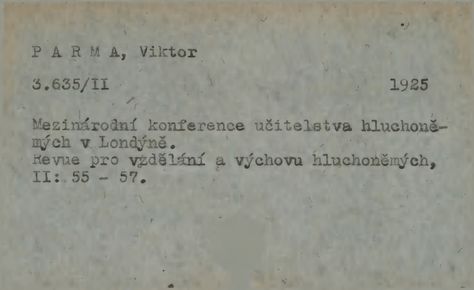 P A R M A, Viktor
3.635/II 1925
Mezinárodní konference učitelstva hluchoně-
mých v Londýně.
Revue pro vzdělání a výchovu hluchoněmých,
II: 55 - 57.